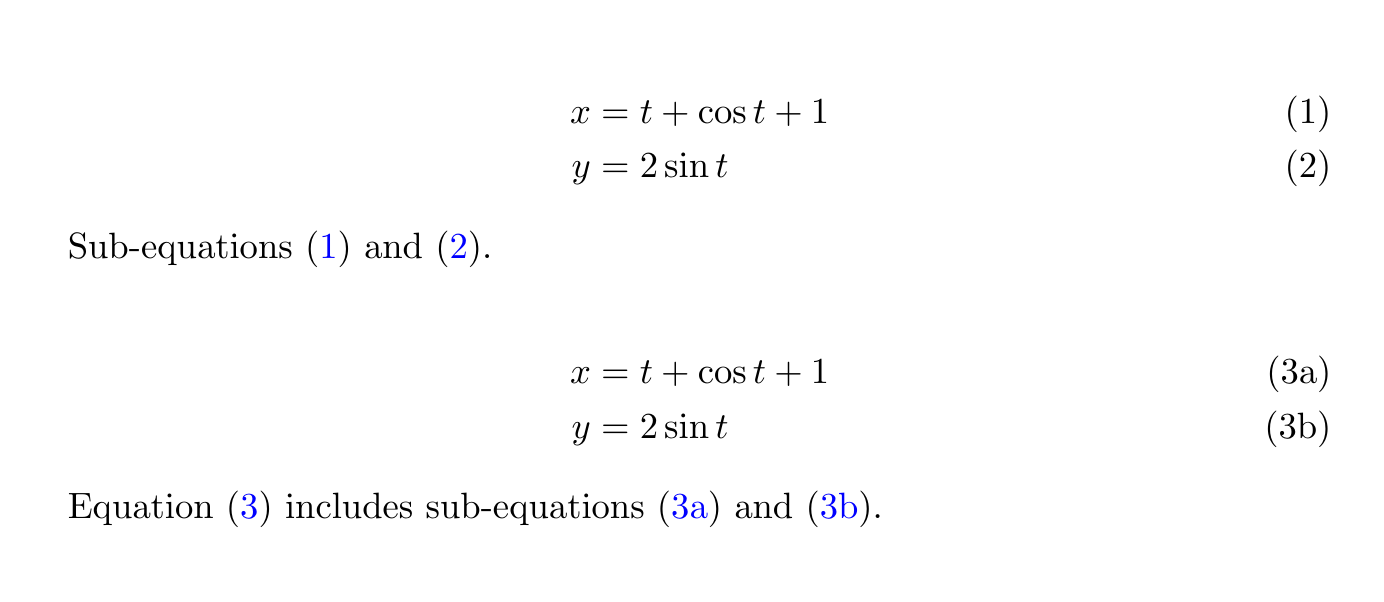 x = t + cos t + 1 (1)
y = 2 sin t (2)
Sub-equations (1) and (2).
x = t + cos t + 1 (3a)
y = 2 sin t (3b)
Equation (3) includes sub-equations (3a) and (3b).